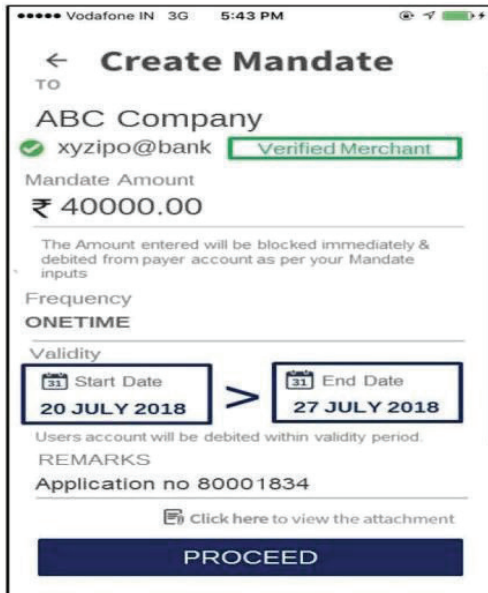 Vodafone IN 3G 5:43 PM
← Create Mandate
TO
ABC Company
xyzipo@bank Verified Merchant
Mandate Amount
₹ 40000.00
The Amount entered will be blocked immediately &
debited from payer account as per your Mandate
inputs
Frequency
ONETIME
Validity
31 Start Date > 31 End Date
20 JULY 2018 27 JULY 2018
Users account will be debited within validity period.
REMARKS
Application no 80001834
Click here to view the attachment
PROCEED